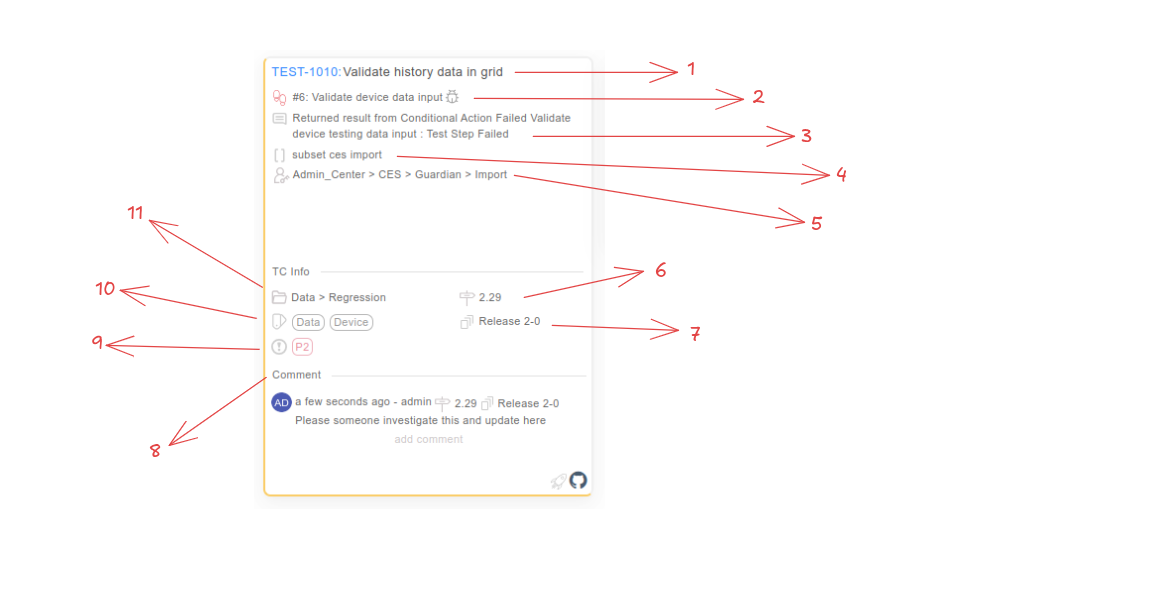 TEST-1010: Validate history data in grid
1
#6: Validate device data input
2
Returned result from Conditional Action Failed Validate
device testing data input : Test Step Failed
3
subset ces import
4
Admin_Center > CES > Guardian > Import
5
11
TC Info
6
10
Data > Regression
2.29
Data
Device
Release 2-0
7
9
P2
Comment
8
AD
a few seconds ago - admin
2.29
Release 2-0
Please someone investigate this and update here
add comment